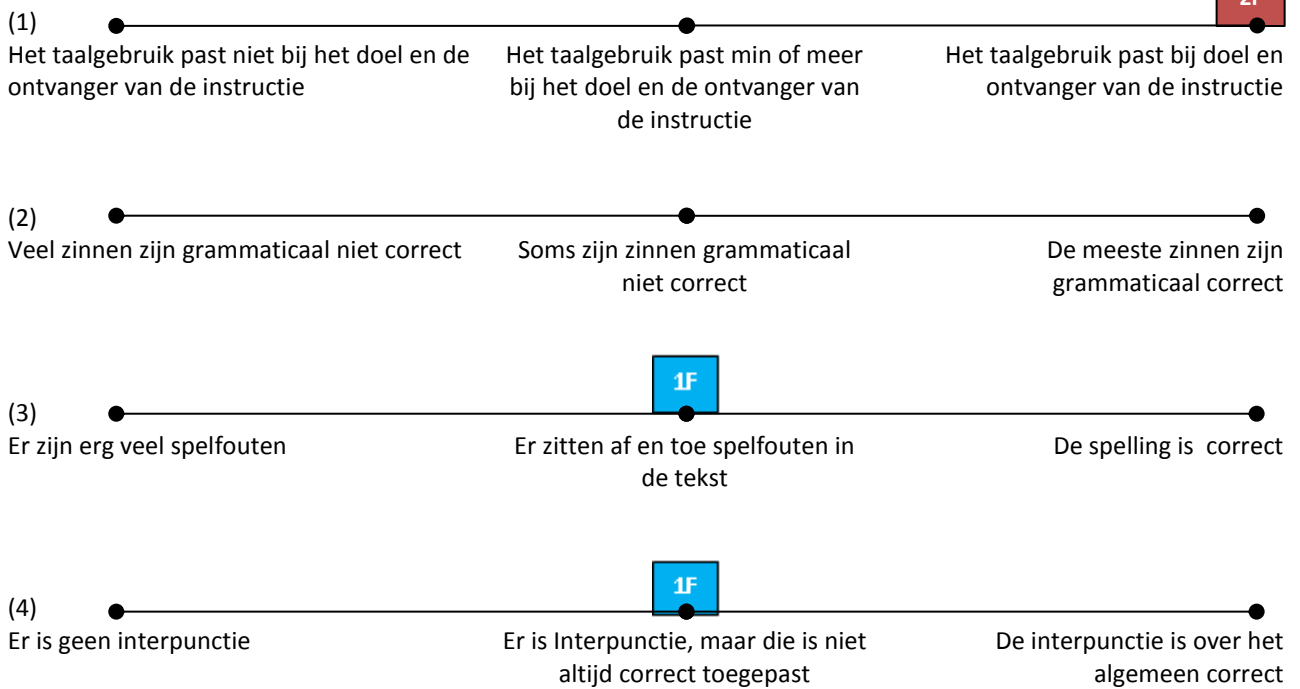 2F
(1)
Het taalgebruik past niet bij het doel en de
ontvanger van de instructie
Het taalgebruik past min of meer
bij het doel en de ontvanger van
de instructie
Het taalgebruik past bij doel en
ontvanger van de instructie
(2)
Veel zinnen zijn grammaticaal niet correct
Soms zijn zinnen grammaticaal
niet correct
De meeste zinnen zijn
grammaticaal correct
1F
(3)
Er zijn erg veel spelfouten
Er zitten af en toe spelfouten in
de tekst
De spelling is  correct
1F
(4)
Er is geen interpunctie
Er is Interpunctie, maar die is niet
altijd correct toegepast
De interpunctie is over het
algemeen correct